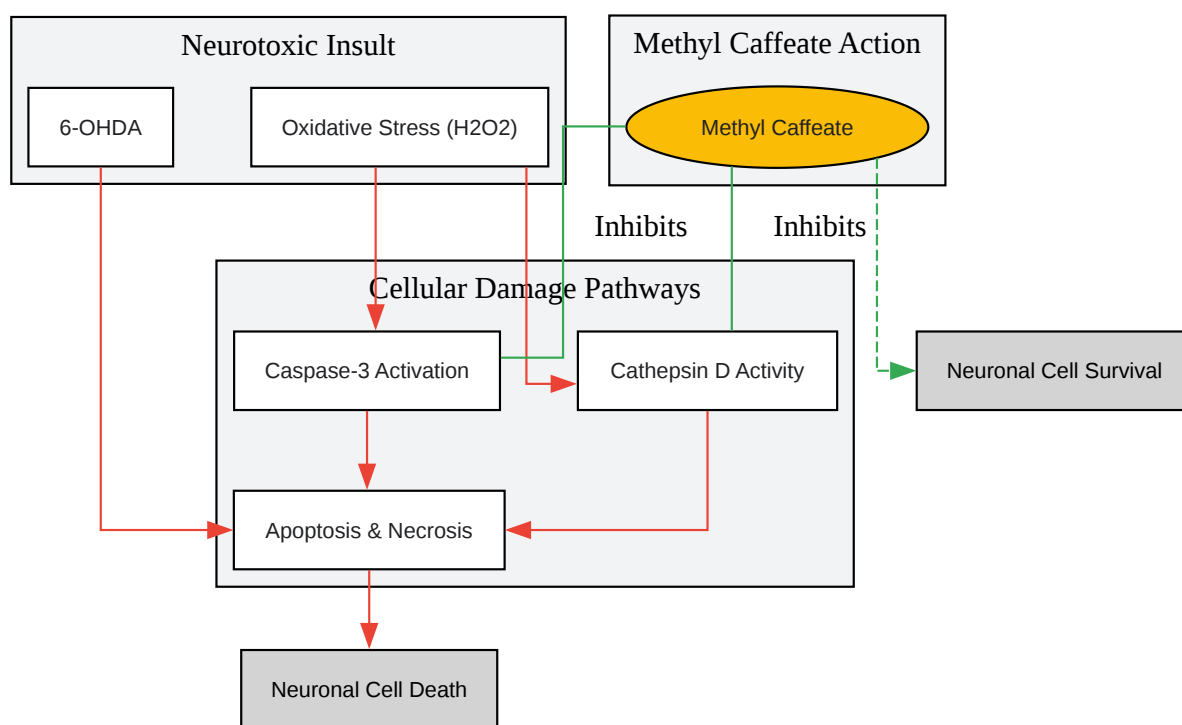 Neurotoxic Insult
Methyl Caffeate Action
6-OHDA
Oxidative Stress (H2O2)
Methyl Caffeate
Inhibits
Inhibits
Cellular Damage Pathways
Caspase-3 Activation
Cathepsin D Activity
Neuronal Cell Survival
Apoptosis & Necrosis
Neuronal Cell Death